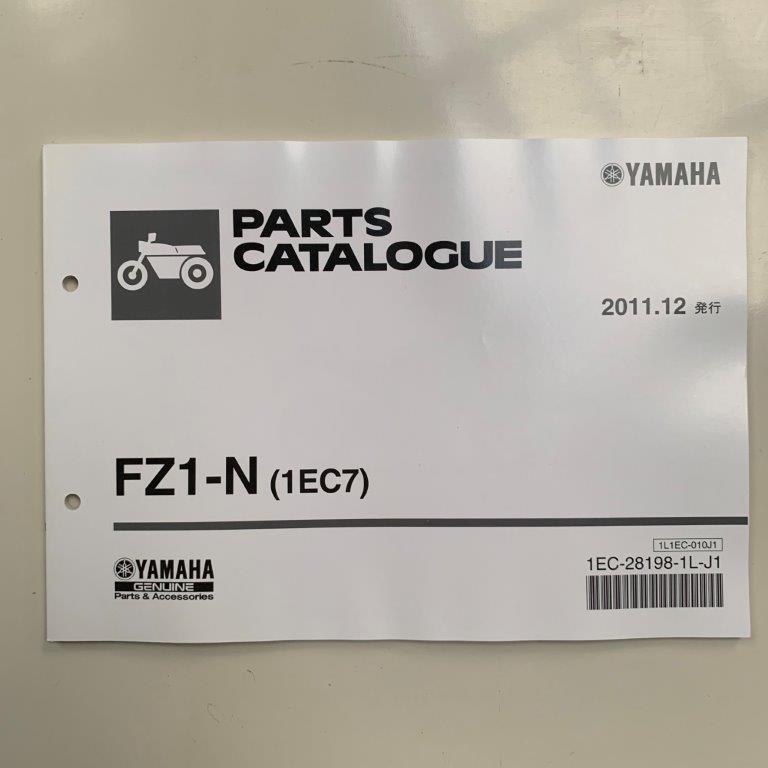 YAMAHA
PARTS
CATALOGUE
2011.12 発行
FZ1-N (1EC7)
1L1EC-010J1
1EC-28198-1L-J1
YAMAHA
GENUINE
Parts & Accessories